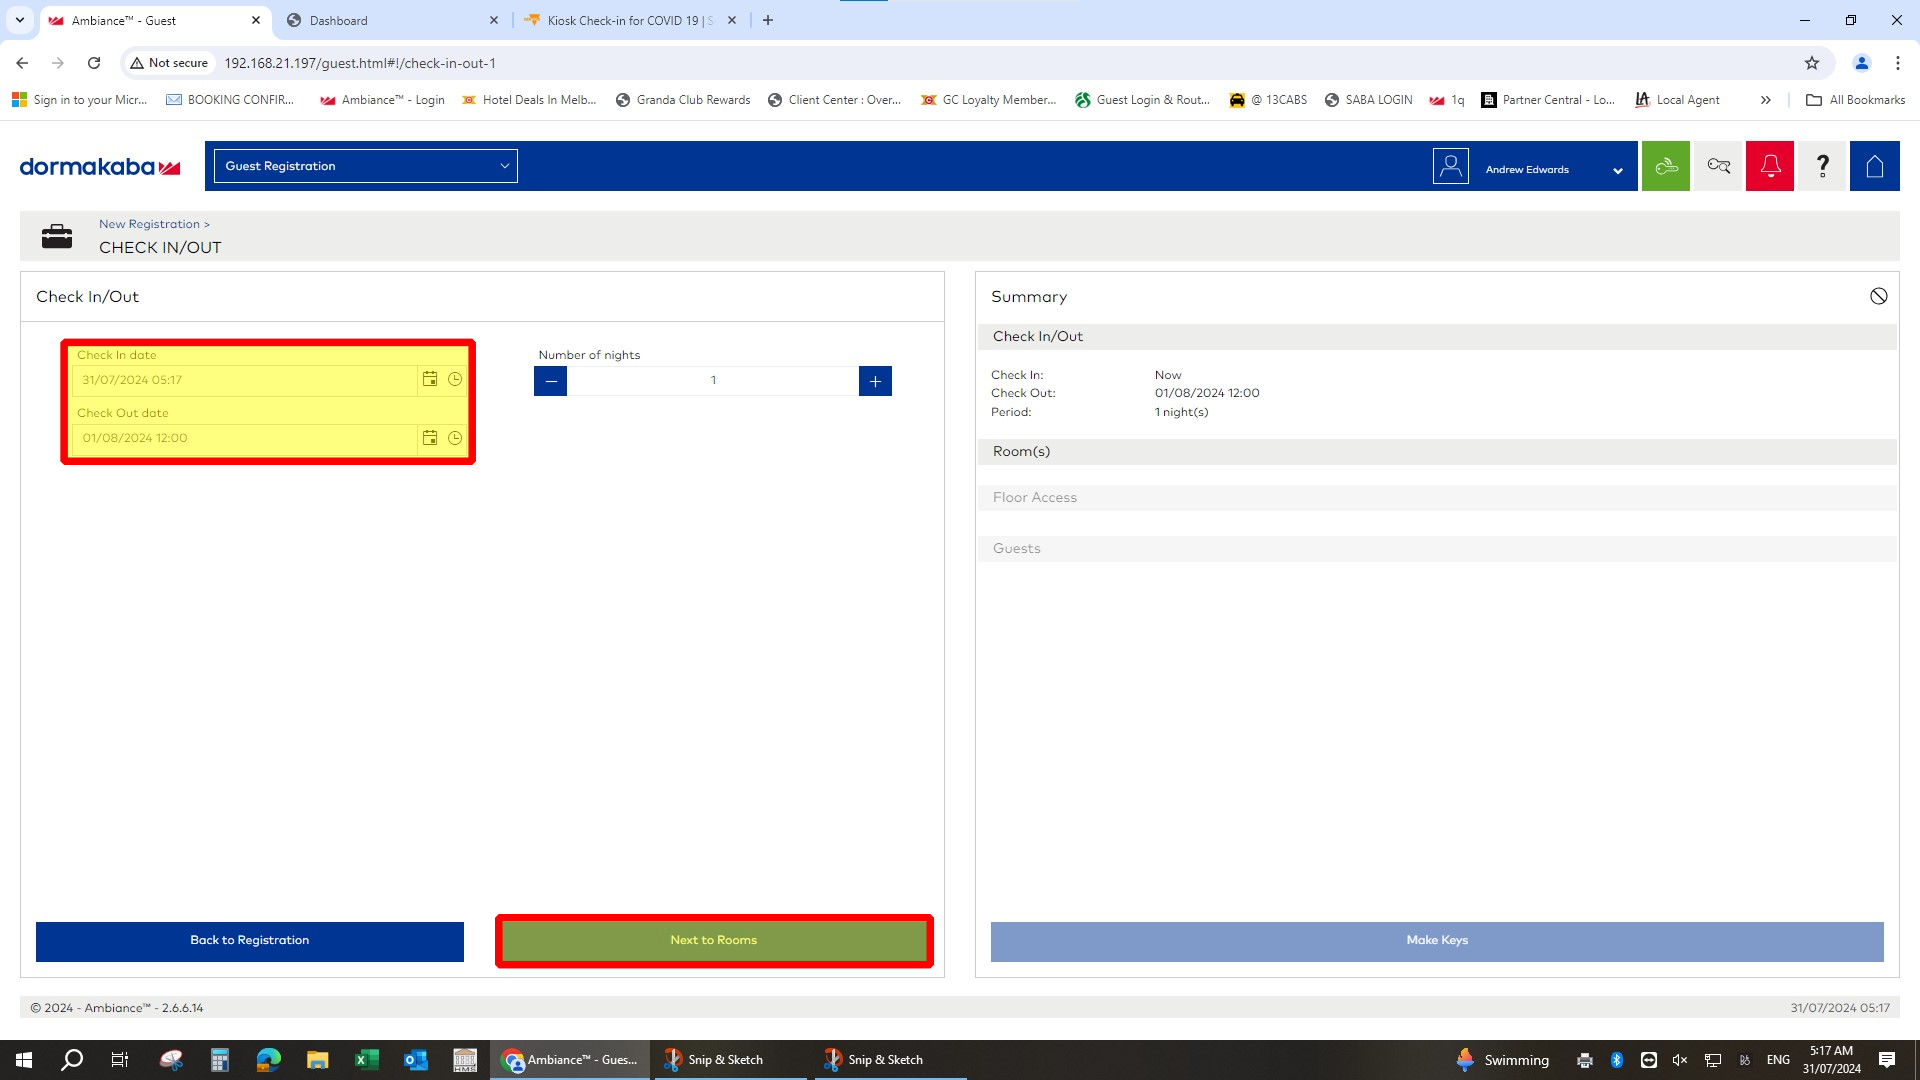 Ambiance™ - Guest
Dashboard
Kiosk Check-in for COVID 19 | S
Not secure
192.168.21.197/guest.html#!/check-in-out-1
Sign in to your Micr...
BOOKING CONFIR...
Ambiance™ - Login
Hotel Deals In Melb...
Granda Club Rewards
Client Center : Over...
GC Loyalty Member...
Guest Login & Rout...
@ 13CABS
SABA LOGIN
1q
Partner Central - Lo...
Local Agent
All Bookmarks
dormakaba
Guest Registration
Andrew Edwards
?
New Registration >
CHECK IN/OUT
Check In/Out
Check In date
31/07/2024 05:17
Check Out date
01/08/2024 12:00
Number of nights
1
Back to Registration
Next to Rooms
Summary
Check In/Out
Check In: Now
Check Out: 01/08/2024 12:00
Period: 1 night(s)
Room(s)
Floor Access
Guests
Make Keys
© 2024 - Ambiance™ - 2.6.6.14
31/07/2024 05:17
HMS
Ambiance™ - Gues...
Snip & Sketch
Snip & Sketch
Swimming
ENG
5:17 AM
31/07/2024